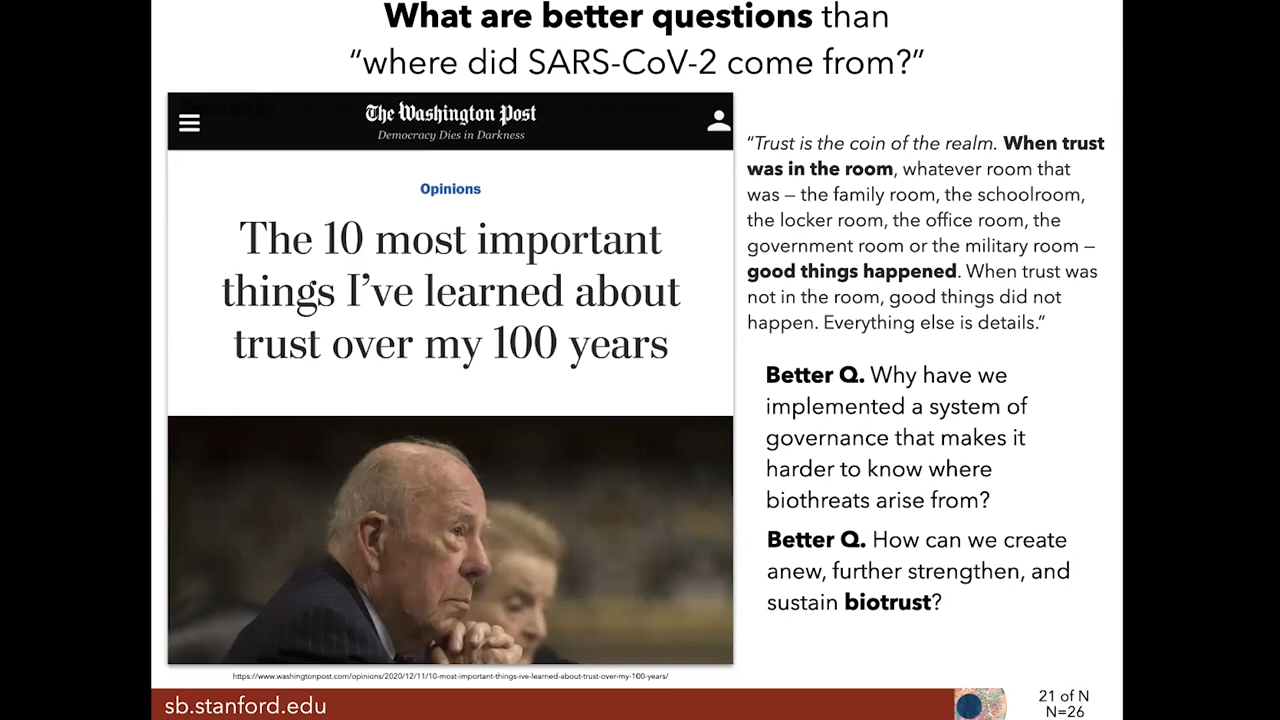 What are better questions than
“where did SARS-CoV-2 come from?”
The Washington Post
Democracy Dies in Darkness
Opinions
The 10 most important
things I’ve learned about
trust over my 100 years
https://www.washingtonpost.com/opinions/2020/12/11/10-most-important-things-ive-learned-about-trust-over-my-100-years/
“Trust is the coin of the realm. When trust
was in the room, whatever room that
was — the family room, the schoolroom,
the locker room, the office room, the
government room or the military room —
good things happened. When trust was
not in the room, good things did not
happen. Everything else is details.”
Better Q. Why have we
implemented a system of
governance that makes it
harder to know where
biothreats arise from?
Better Q. How can we create
anew, further strengthen, and
sustain biotrust?
sb.stanford.edu
21 of N
N=26